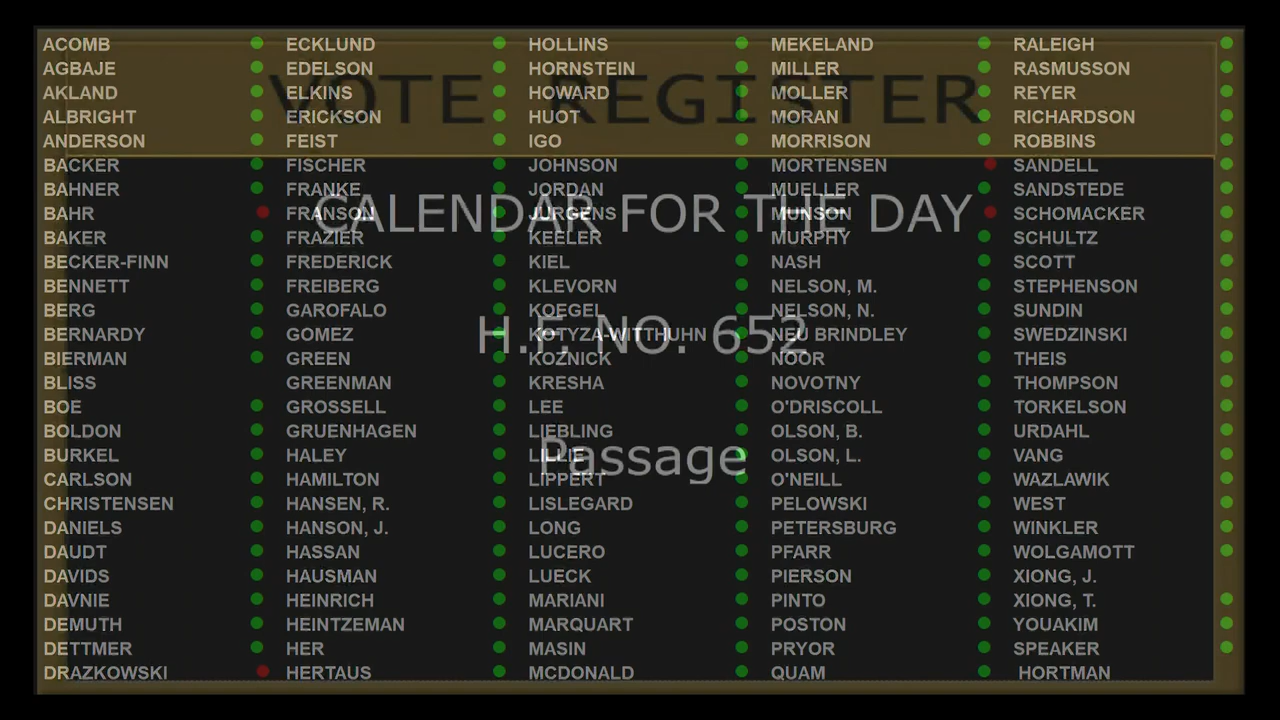 VOTE REGISTER
CALENDAR FOR THE DAY
H.F. NO. 652
Passage
ACOMB
AGBAJE
AKLAND
ALBRIGHT
ANDERSON
BACKER
BAHNER
BAHR
BAKER
BECKER-FINN
BENNETT
BERG
BERNARDY
BIERMAN
BLISS
BOE
BOLDON
BURKEL
CARLSON
CHRISTENSEN
DANIELS
DAUDT
DAVIDS
DAVNIE
DEMUTH
DETTMER
DRAZKOWSKI
ECKLUND
EDELSON
ELKINS
ERICKSON
FEIST
FISCHER
FRANKE
FRANSON
FRAZIER
FREDERICK
FREIBERG
GAROFALO
GOMEZ
GREEN
GREENMAN
GROSSELL
GRUENHAGEN
HALEY
HAMILTON
HANSEN, R.
HANSON, J.
HASSAN
HAUSMAN
HEINRICH
HEINTZEMAN
HER
HERTAUS
HOLLINS
HORNSTEIN
HOWARD
HUOT
IGO
JOHNSON
JORDAN
JURGENS
KEELER
KIEL
KLEVORN
KOEGEL
KOTYZA-WITTHUHN
KOZNICK
KRESHA
LEE
LIEBLING
LILLIE
LIPPERT
LISLEGARD
LONG
LUCERO
LUECK
MARIANI
MARQUART
MASIN
MCDONALD
MEKELAND
MILLER
MOLLER
MORAN
MORRISON
MORTENSEN
MUELLER
MUNSON
MURPHY
NASH
NELSON, M.
NELSON, N.
NEU BRINDLEY
NOOR
NOVOTNY
O'DRISCOLL
OLSON, B.
OLSON, L.
O'NEILL
PELOWSKI
PETERSBURG
PFARR
PIERSON
PINTO
POSTON
PRYOR
QUAM
RALEIGH
RASMUSSON
REYER
RICHARDSON
ROBBINS
SANDELL
SANDSTEDE
SCHOMACKER
SCHULTZ
SCOTT
STEPHENSON
SUNDIN
SWEDZINSKI
THEIS
THOMPSON
TORKELSON
URDAHL
VANG
WAZLAWIK
WEST
WINKLER
WOLGAMOTT
XIONG, J.
XIONG, T.
YOUAKIM
SPEAKER
HORTMAN